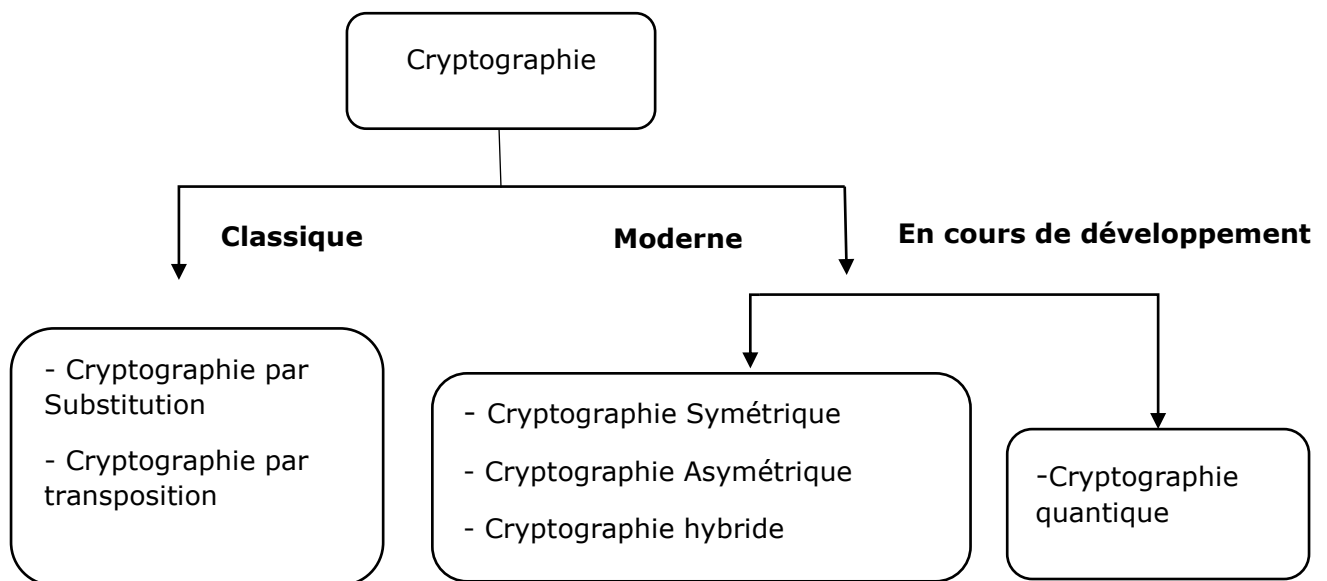 Cryptographie
Classique
Moderne
En cours de développement
- Cryptographie par
Substitution
- Cryptographie par
transposition
- Cryptographie Symétrique
- Cryptographie Asymétrique
- Cryptographie hybride
-Cryptographie
quantique